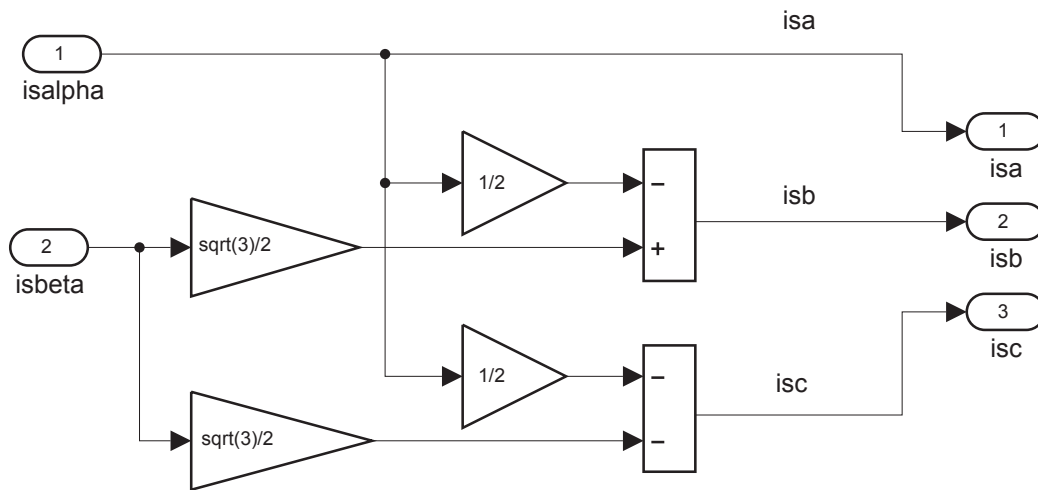 isa
1
isalpha
1
isa
1/2
−
isb
2
isbeta
sqrt(3)/2
+
2
isb
3
isc
1/2
−
isc
sqrt(3)/2
−